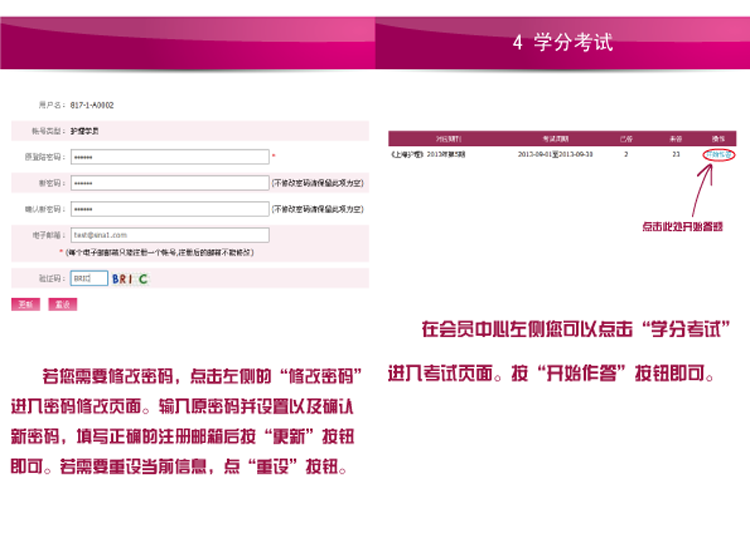 用户名： 817-1-A0002
帐号类型： 护理学员
原登陆密码： •••••• *
新密码： •••••• (不修改密码请保留此项为空)
确认新密码： •••••• (不修改密码请保留此项为空)
电子邮箱： test@sna1.com
* (每个电子邮箱只能注册一个帐号,注册后的邮箱不能修改)
验证码： BRIC BRIC
更新 重设
若您需要修改密码，点击左侧的“修改密码”
进入密码修改页面。输入原密码并设置以及确认
新密码，填写正确的注册邮箱后按“更新”按钮
即可。若需要重设当前信息，点“重设”按钮。
4 学分考试
对应期刊 考试周期 已答 未答 操作
《上海护理》2013年第5期 2013-09-01至2013-09-30 2 23 开始作答
点击此处开始答题
在会员中心左侧您可以点击“学分考试”
进入考试页面。按“开始作答”按钮即可。